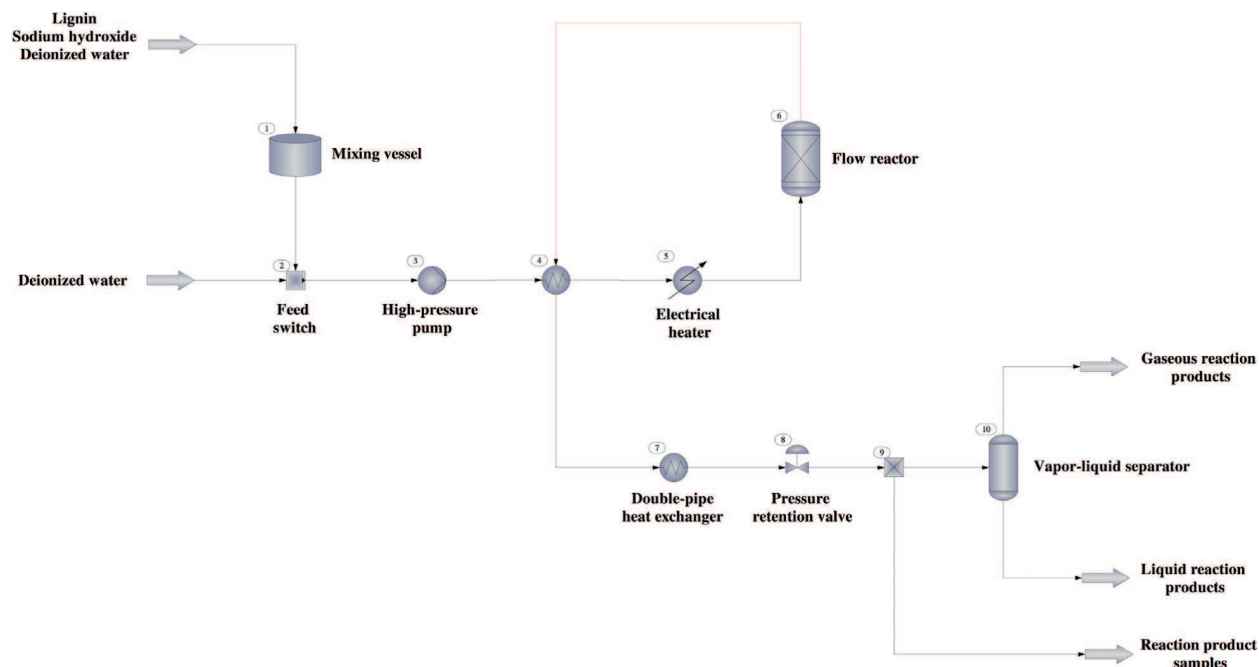 Lignin
Sodium hydroxide
Deionized water
1
Mixing vessel
6
Flow reactor
Deionized water
2
Feed
switch
3
High-pressure
pump
4
5
Electrical
heater
7
Double-pipe
heat exchanger
8
Pressure
retention valve
9
10
Vapor-liquid separator
Gaseous reaction
products
Liquid reaction
products
Reaction product
samples